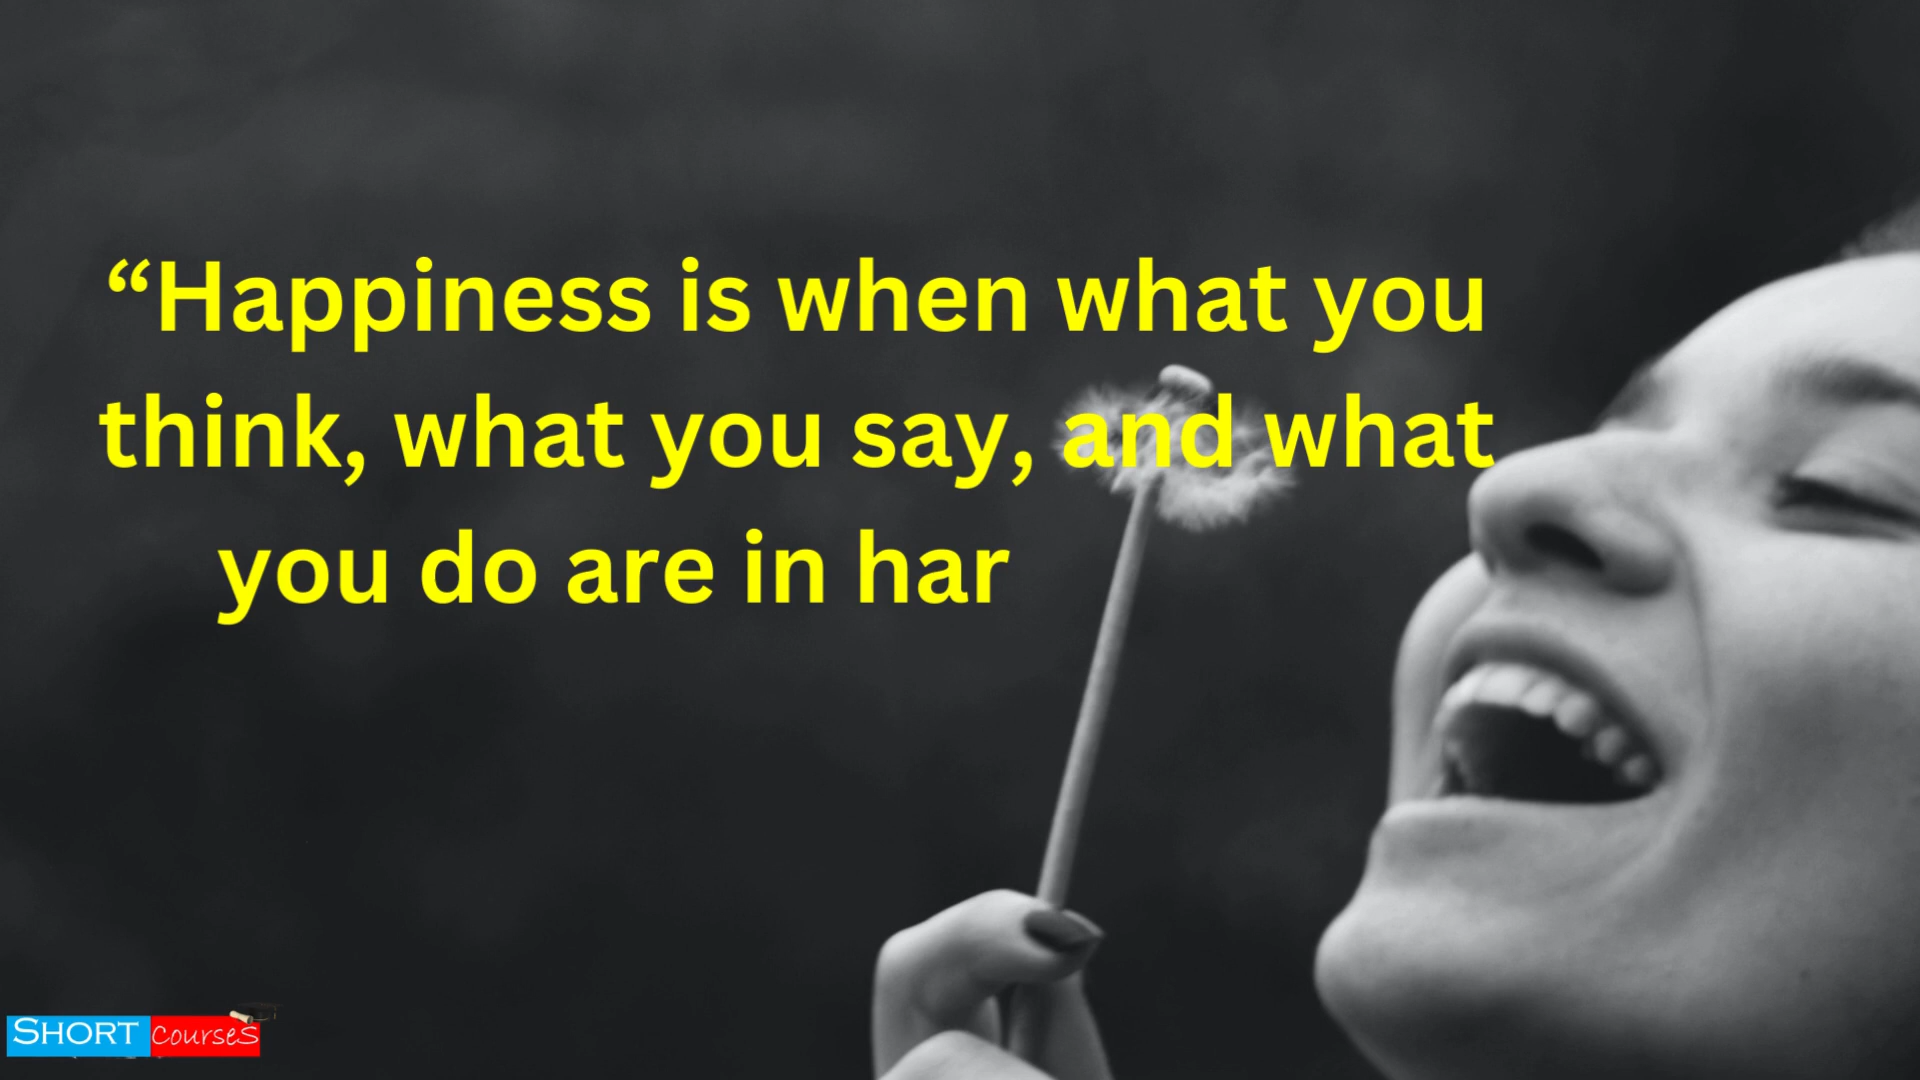 “Happiness is when what you
think, what you say, and what
you do are in har
SHORT CourseS